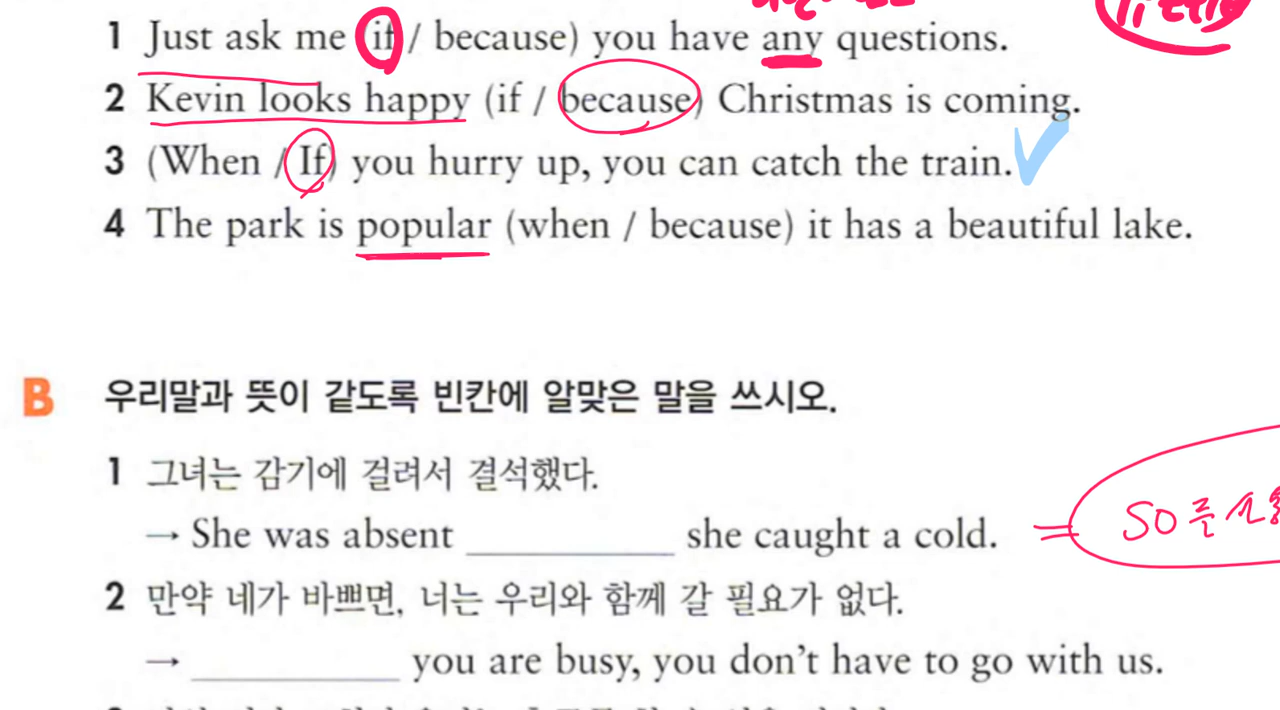 1 Just ask me (if / because) you have any questions.
2 Kevin looks happy (if / because) Christmas is coming.
3 (When / If) you hurry up, you can catch the train.
4 The park is popular (when / because) it has a beautiful lake.
B 우리말과 뜻이 같도록 빈칸에 알맞은 말을 쓰시오.
1 그녀는 감기에 걸려서 결석했다.
→ She was absent __________ she caught a cold.
= so를
2 만약 네가 바쁘면, 너는 우리와 함께 갈 필요가 없다.
→ __________ you are busy, you don't have to go with us.